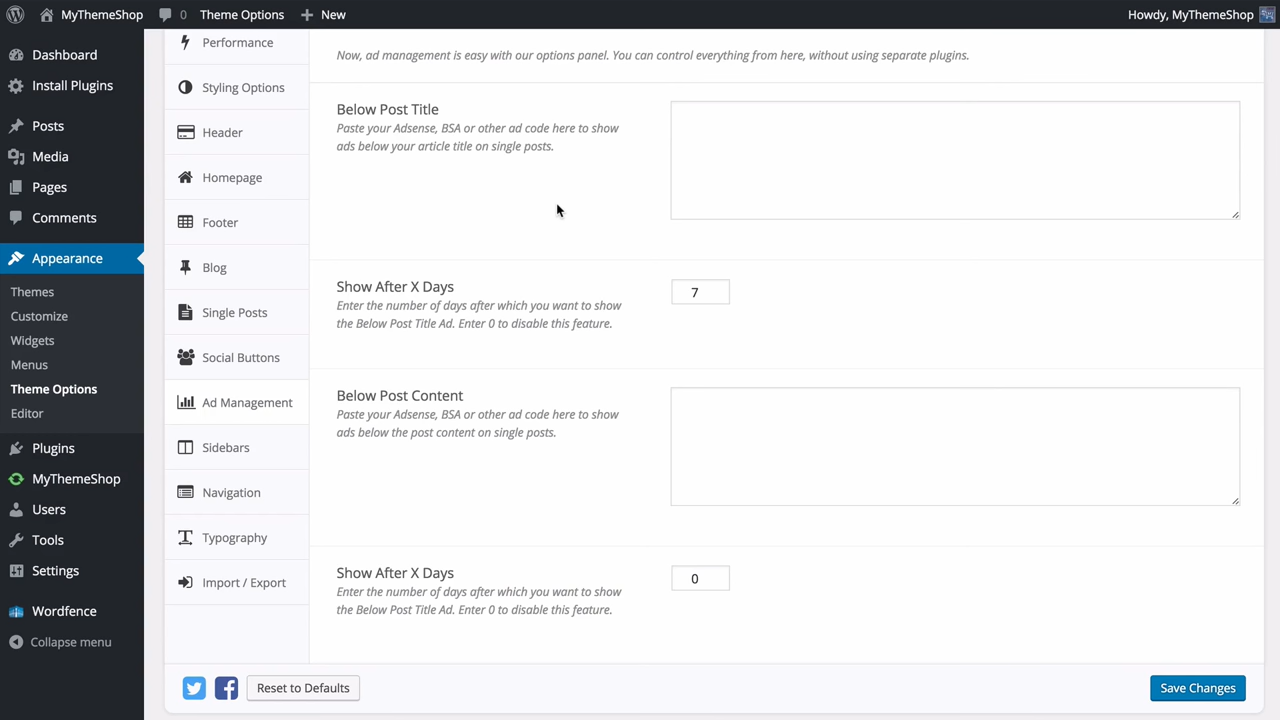 MyThemeShop
0
Theme Options
New
Howdy, MyThemeShop
Dashboard
Install Plugins
Posts
Media
Pages
Comments
Appearance
Themes
Customize
Widgets
Menus
Theme Options
Editor
Plugins
MyThemeShop
Users
Tools
Settings
Wordfence
Collapse menu
Performance
Styling Options
Header
Homepage
Footer
Blog
Single Posts
Social Buttons
Ad Management
Sidebars
Navigation
Typography
Import / Export
Now, ad management is easy with our options panel. You can control everything from here, without using separate plugins.
Below Post Title
Paste your Adsense, BSA or other ad code here to show
ads below your article title on single posts.
Show After X Days
Enter the number of days after which you want to show
the Below Post Title Ad. Enter 0 to disable this feature.
7
Below Post Content
Paste your Adsense, BSA or other ad code here to show
ads below the post content on single posts.
Show After X Days
Enter the number of days after which you want to show
the Below Post Title Ad. Enter 0 to disable this feature.
0
Reset to Defaults
Save Changes